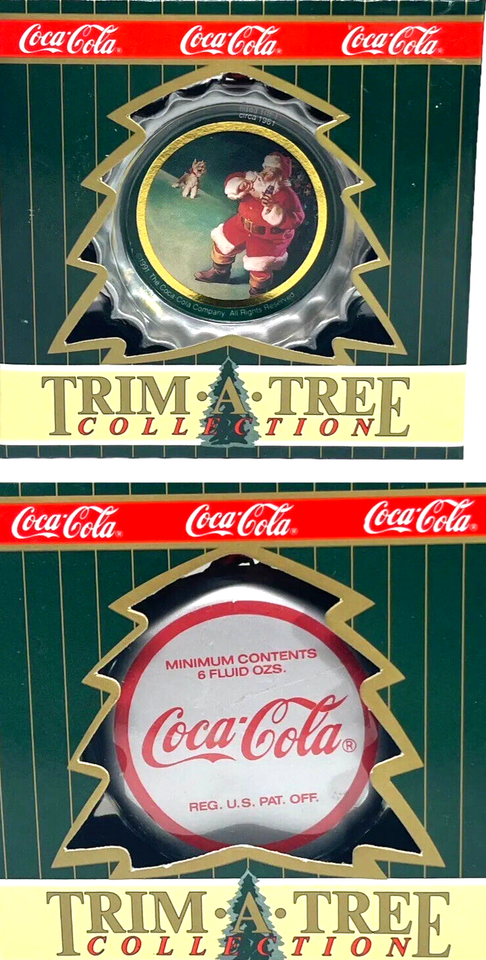 Coca-Cola® Coca-Cola® Coca-Cola®
circa 1961
©1991 The Coca Cola Company. All Rights Reserved
TRIM·A·TREE
COLLECTION
Coca-Cola® Coca-Cola® Coca-Cola®
MINIMUM CONTENTS
6 FLUID OZS.
Coca-Cola®
REG. U.S. PAT. OFF.
TRIM·A·TREE
COLLECTION